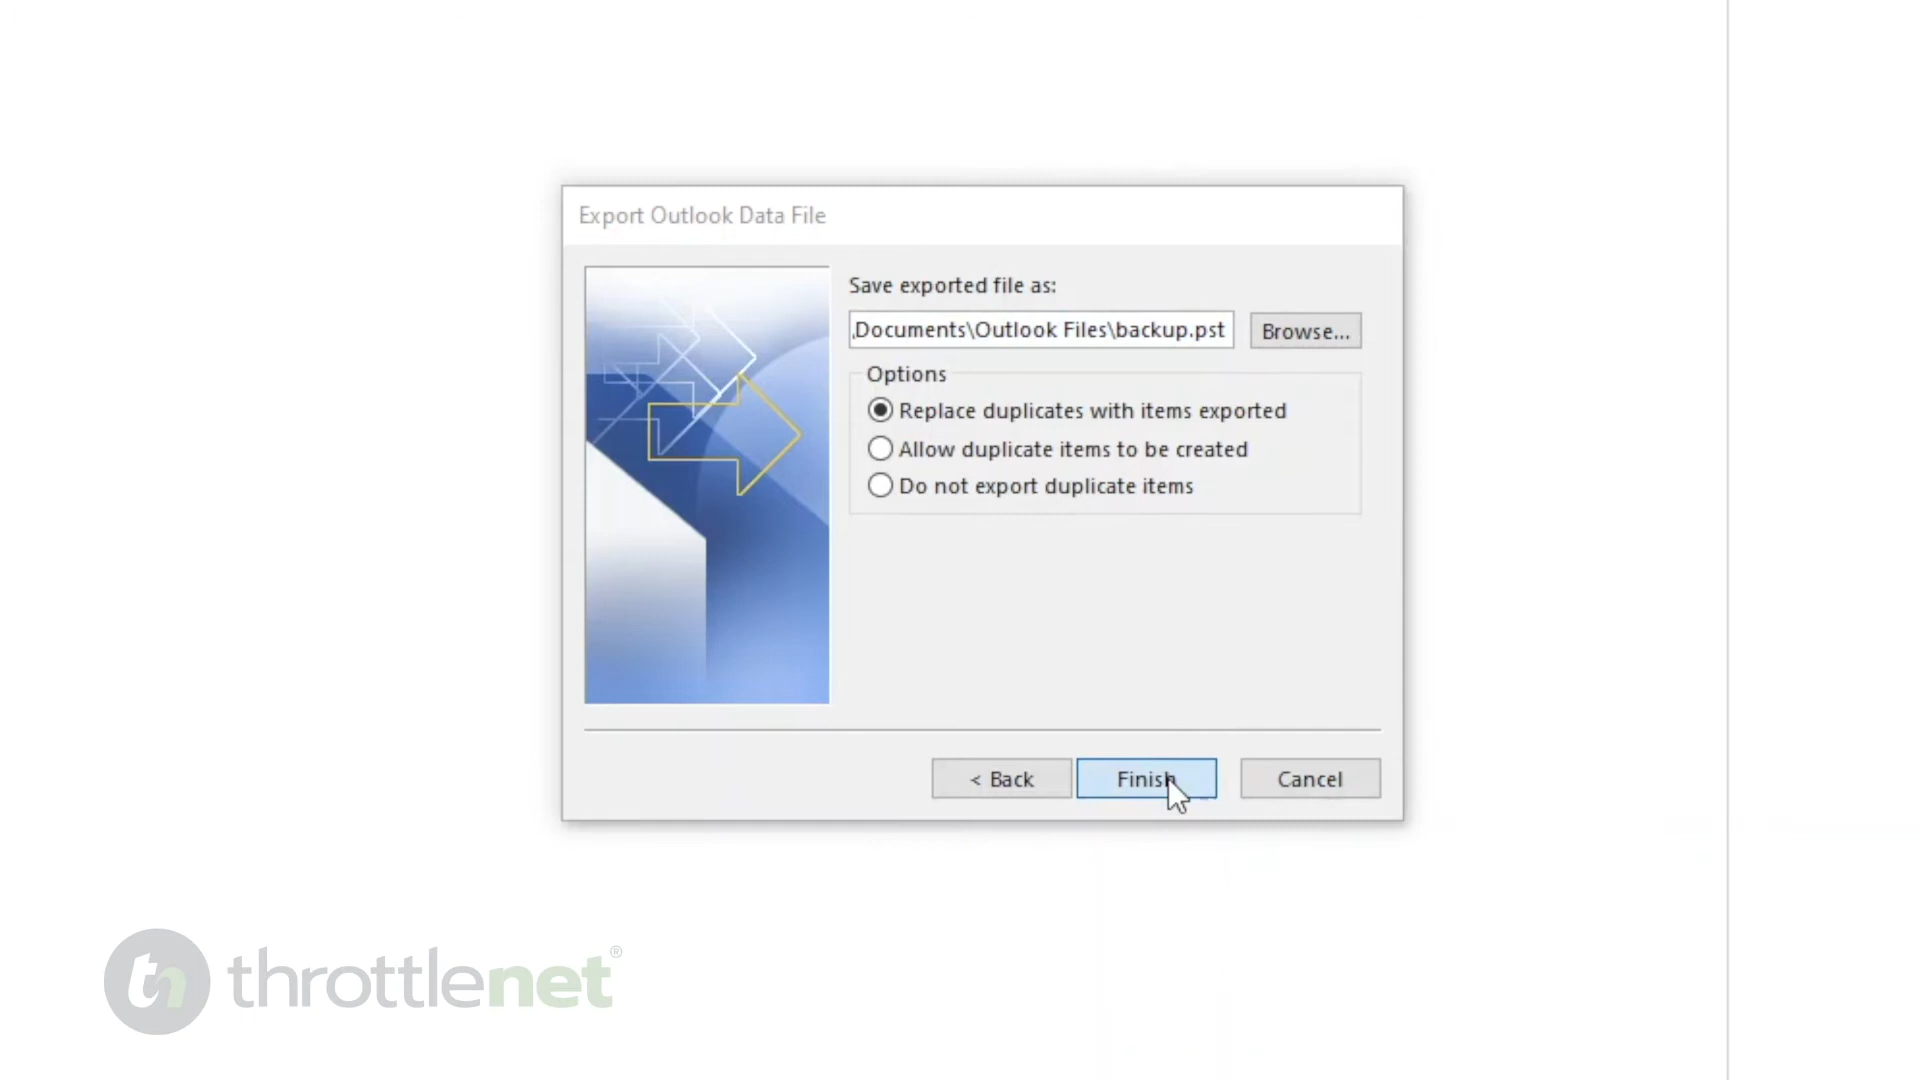 Export Outlook Data File
Save exported file as:
Documents\Outlook Files\backup.pst
Browse...
Options
Replace duplicates with items exported
Allow duplicate items to be created
Do not export duplicate items
< Back
Finish
Cancel
tn throttlenet®